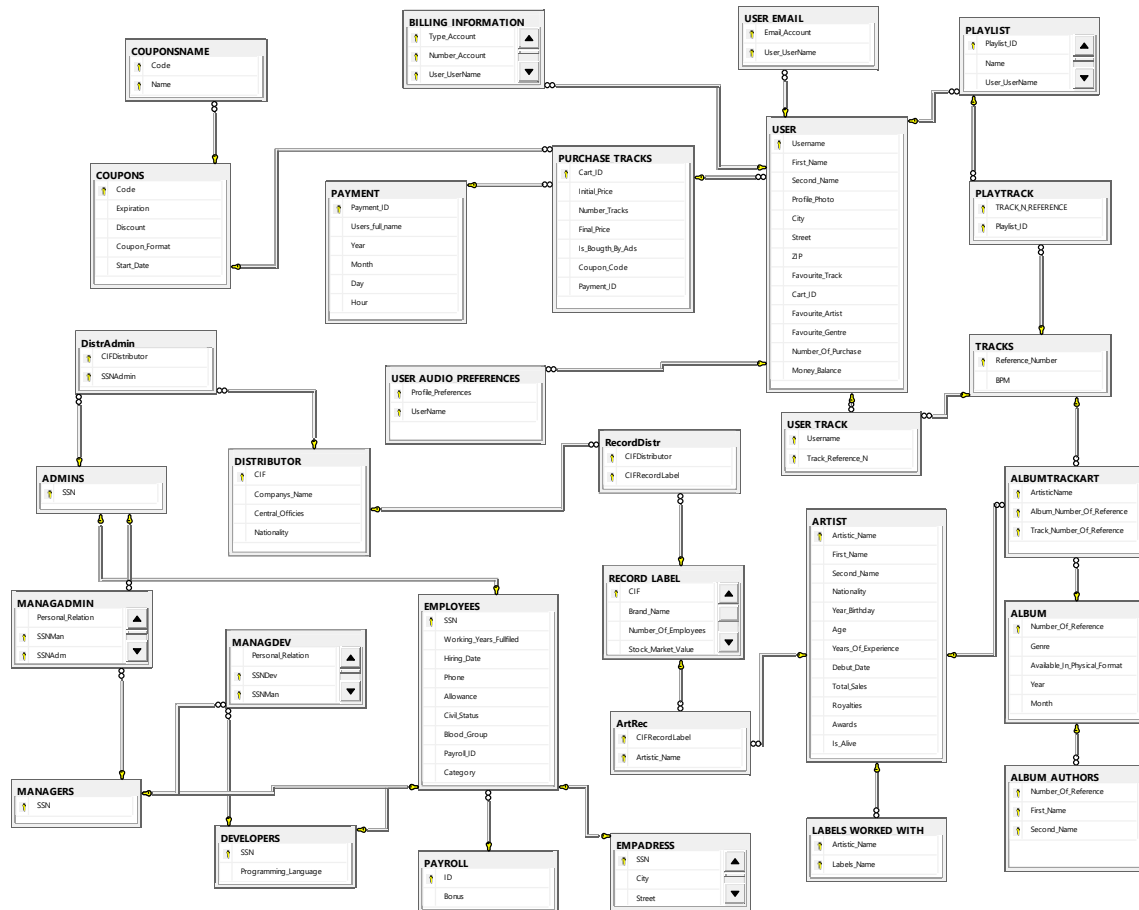 COUPONSNAME
Code
Name
BILLING INFORMATION
Type_Account
Number_Account
User_UserName
USER EMAIL
Email_Account
User_UserName
PLAYLIST
Playlist_ID
Name
User_UserName
COUPONS
Code
Expiration
Discount
Coupon_Format
Start_Date
PAYMENT
Payment_ID
Users_full_name
Year
Month
Day
Hour
PURCHASE TRACKS
Cart_ID
Initial_Price
Number_Tracks
Final_Price
Is_Bougth_By_Ads
Coupon_Code
Payment_ID
USER
Username
First_Name
Second_Name
Profile_Photo
City
Street
ZIP
Favourite_Track
Cart_ID
Favourite_Artist
Favourite_Gentre
Number_Of_Purchase
Money_Balance
PLAYTRACK
TRACK_N_REFERENCE
Playlist_ID
DistrAdmin
CIFDistributor
SSNAdmin
USER AUDIO PREFERENCES
Profile_Preferences
UserName
TRACKS
Reference_Number
BPM
USER TRACK
Username
Track_Reference_N
ADMINS
SSN
DISTRIBUTOR
CIF
Companys_Name
Central_Officies
Nationality
RecordDistr
CIFDistributor
CIFRecordLabel
ALBUMTRACKART
ArtisticName
Album_Number_Of_Reference
Track_Number_Of_Reference
ARTIST
Artistic_Name
First_Name
Second_Name
Nationality
Year_Birthday
Age
Years_Of_Experience
Debut_Date
Total_Sales
Royalties
Awards
Is_Alive
MANAGADMIN
Personal_Relation
SSNMan
SSNAdm
MANAGDEV
Personal_Relation
SSNDev
SSNMan
EMPLOYEES
SSN
Working_Years_Fullfiled
Hiring_Date
Phone
Allowance
Civil_Status
Blood_Group
Payroll_ID
Category
RECORD LABEL
CIF
Brand_Name
Number_Of_Employees
Stock_Market_Value
ALBUM
Number_Of_Reference
Genre
Available_In_Physical_Format
Year
Month
ArtRec
CIFRecordLabel
Artistic_Name
MANAGERS
SSN
DEVELOPERS
SSN
Programming_Language
PAYROLL
ID
Bonus
EMPADRESS
SSN
City
Street
LABELS WORKED WITH
Artistic_Name
Labels_Name
ALBUM AUTHORS
Number_Of_Reference
First_Name
Second_Name